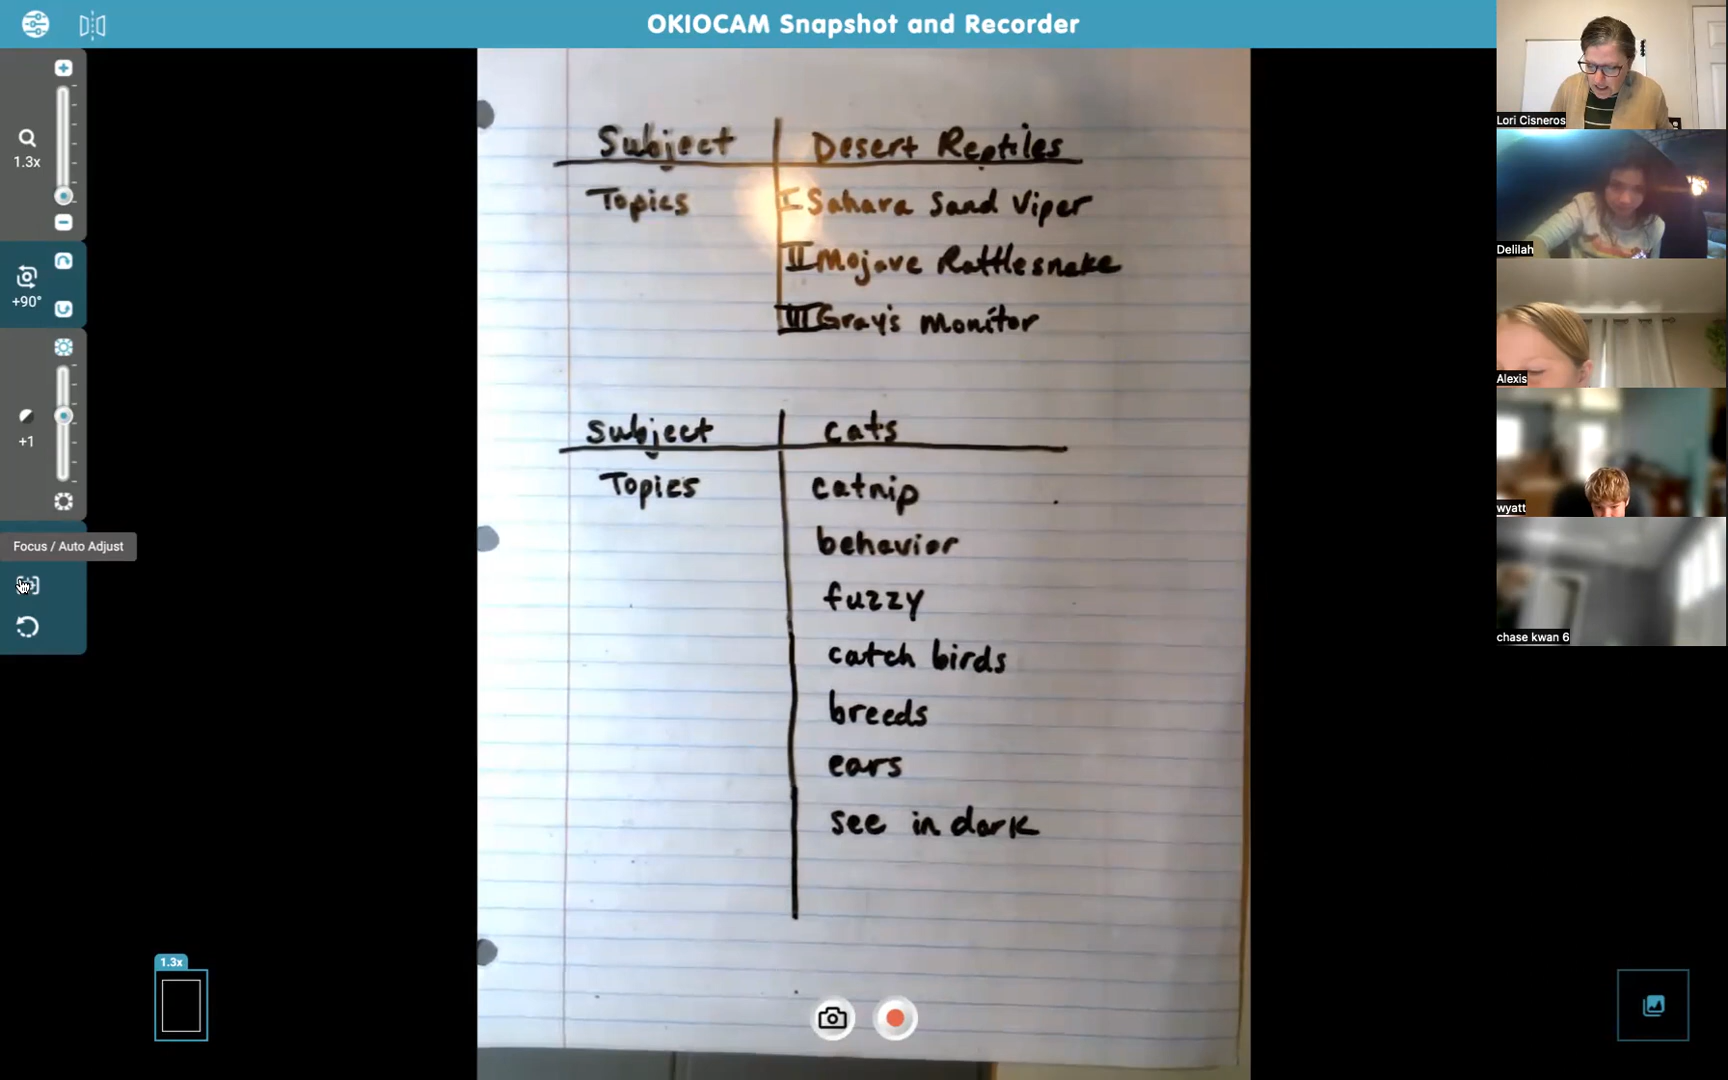 OKIOCAM Snapshot and Recorder
1.3x
+90°
+1
Focus / Auto Adjust
1.3x
Subject Desert Reptiles
Topics I Sahara Sand Viper
II Mojave Rattlesnake
III Gray's Monitor
Subject cats
Topics catnip
behavior
fuzzy
catch birds
breeds
ears
see in dark
Lori Cisneros
Delilah
Alexis
wyatt
chase kwan 6